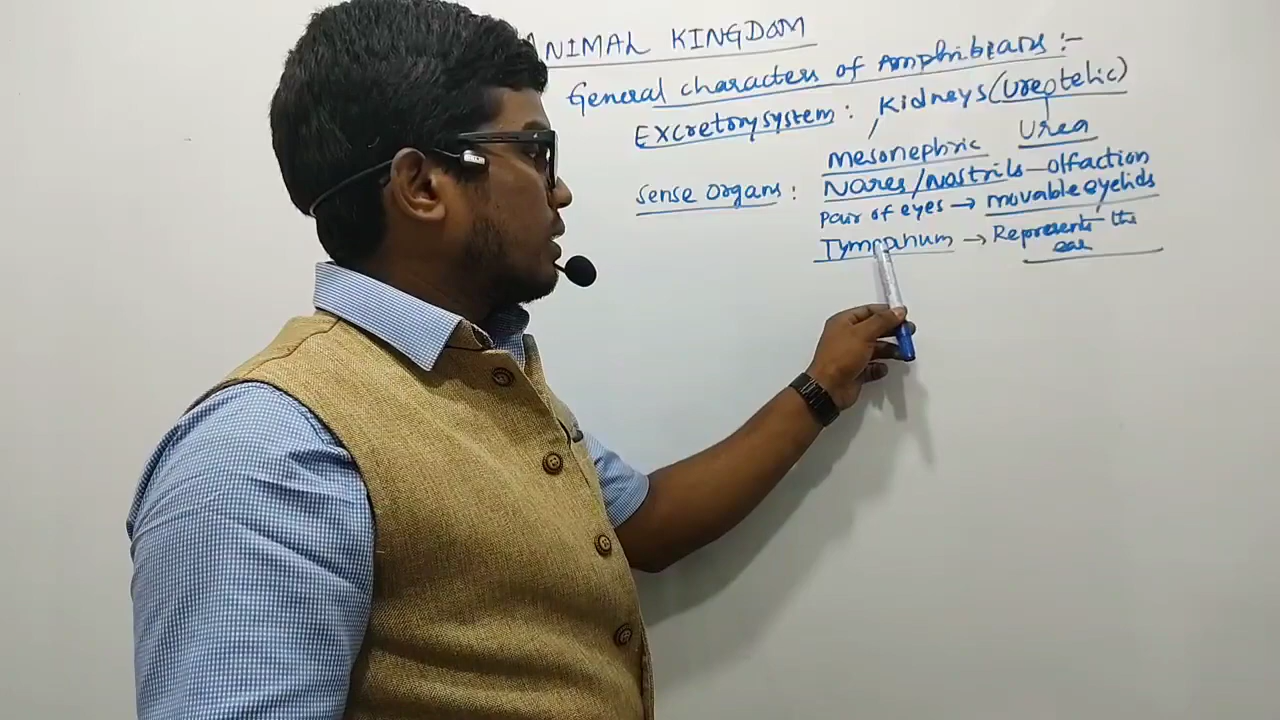 ANIMAL KINGDOM
General characters of Amphibians :-
Excretory system : Kidneys (Ureotelic)
Mesonephric Urea
Sense Organs : Nares/Nostrils - olfaction
Pair of eyes → movable eyelids
Tympanum → Represents the
ear